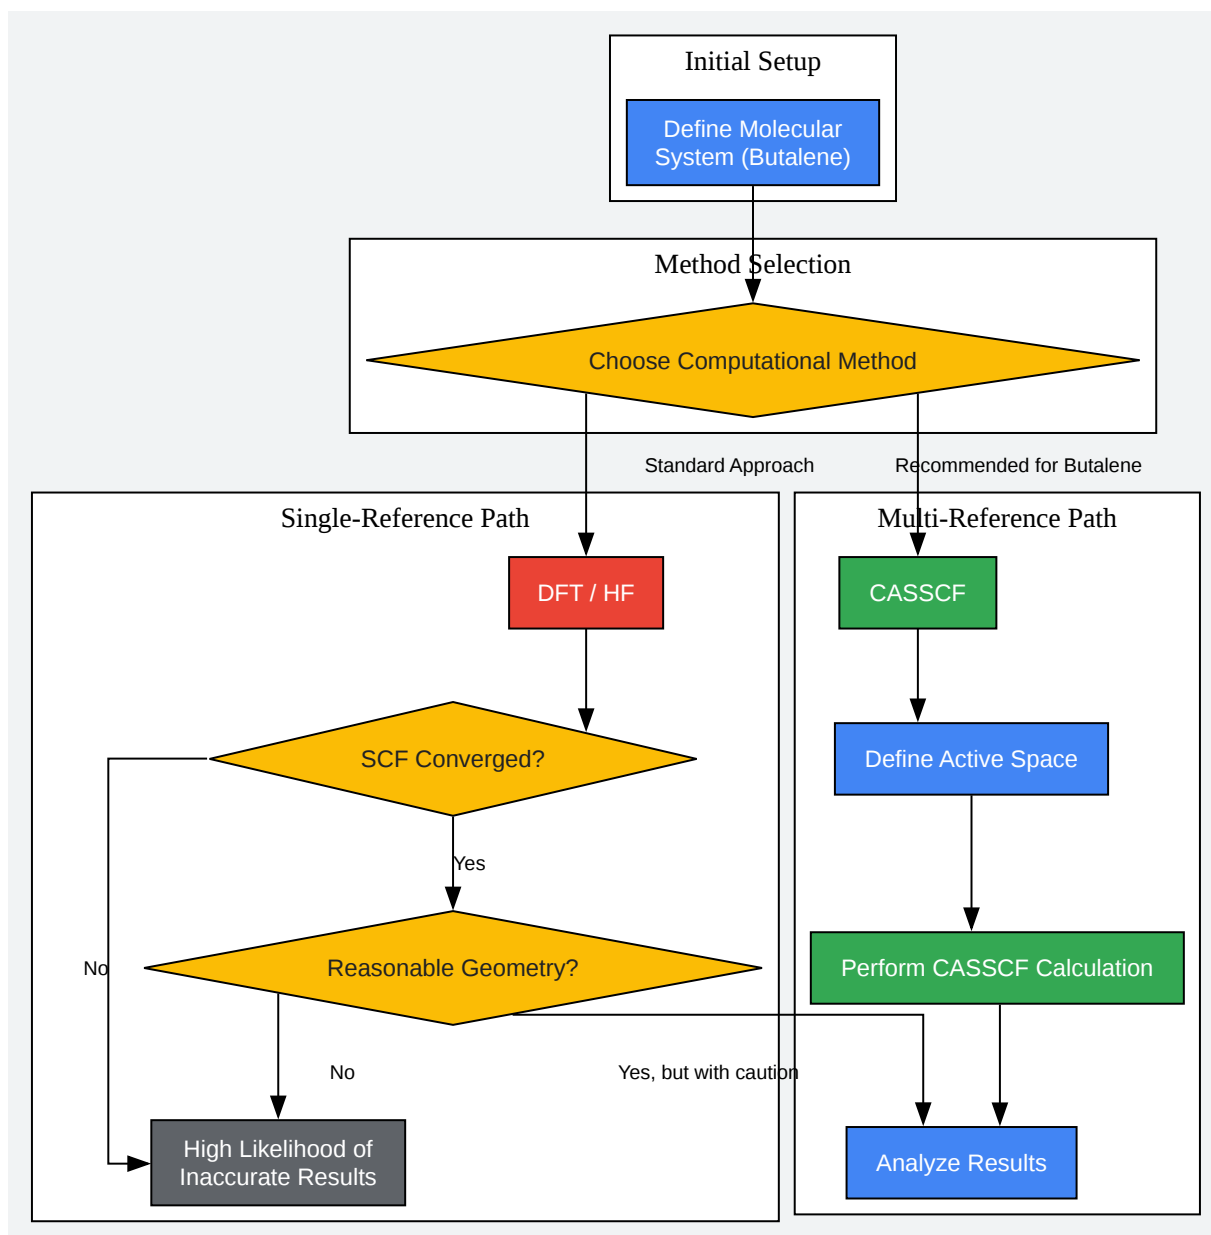 Initial Setup
Define Molecular
System (Butalene)
Method Selection
Choose Computational Method
Standard Approach
Recommended for Butalene
Single-Reference Path
Multi-Reference Path
DFT / HF
CASSCF
SCF Converged?
Define Active Space
Yes
Reasonable Geometry?
No
Perform CASSCF Calculation
No
Yes, but with caution
High Likelihood of
Inaccurate Results
Analyze Results